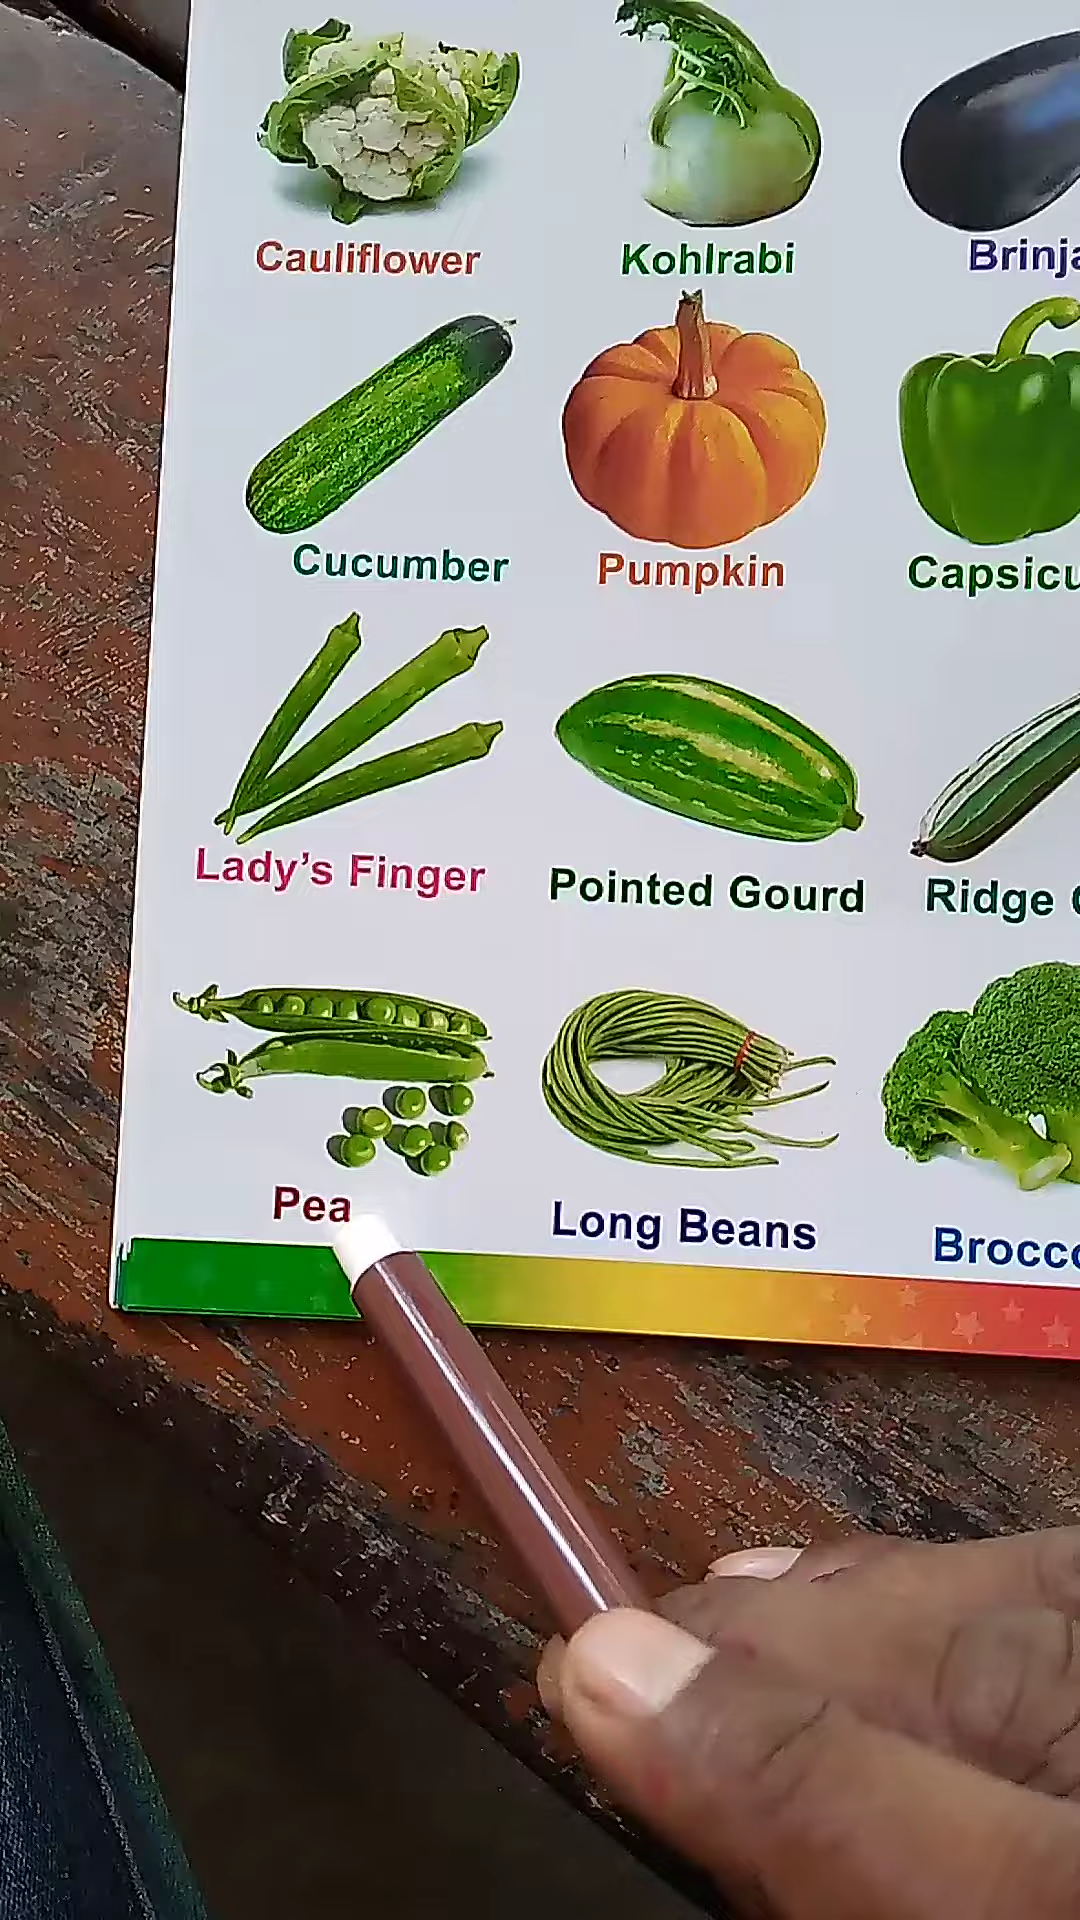 Cauliflower Kohlrabi
Cucumber Pumpkin
Lady's Finger Pointed Gourd Ridge
Pea Long Beans